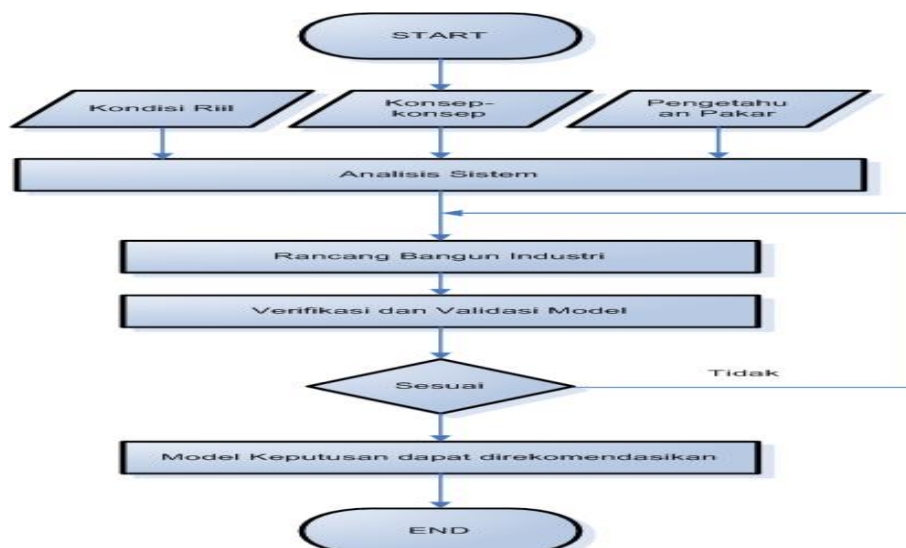 START
Kondisi Riil
Konsep-
konsep
Pengetahu
an Pakar
Analisis Sistem
Rancang Bangun Industri
Verifikasi dan Validasi Model
Sesuai
Tidak
Model Keputusan dapat direkomendasikan
END